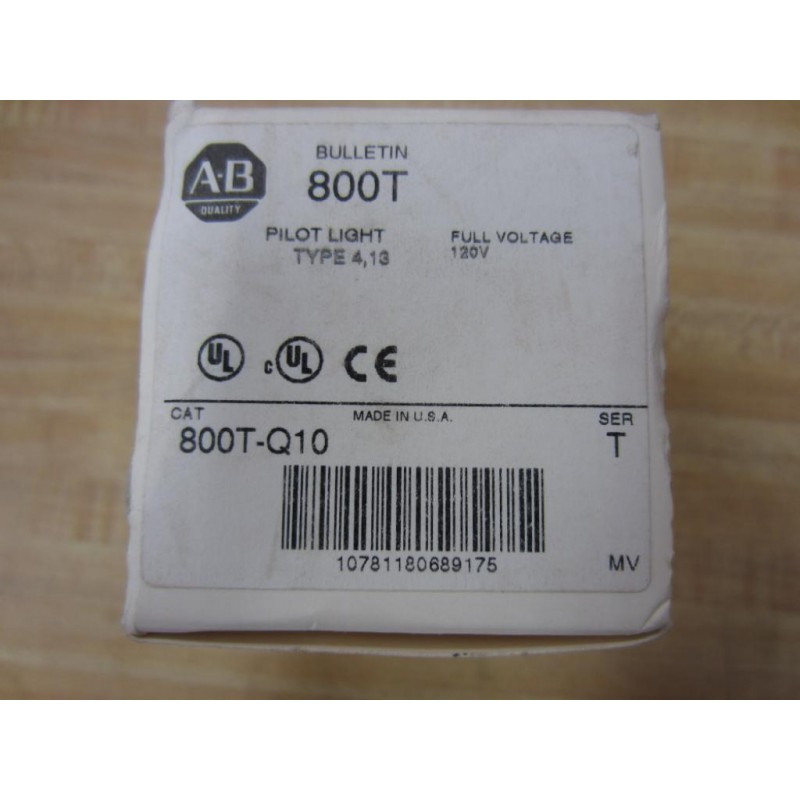 A-B
QUALITY
BULLETIN
800T
PILOT LIGHT
TYPE 4,13
FULL VOLTAGE
120V
UL
c UL CE
CAT
800T-Q10
MADE IN U.S.A.
SER
T
10781180689175
MV